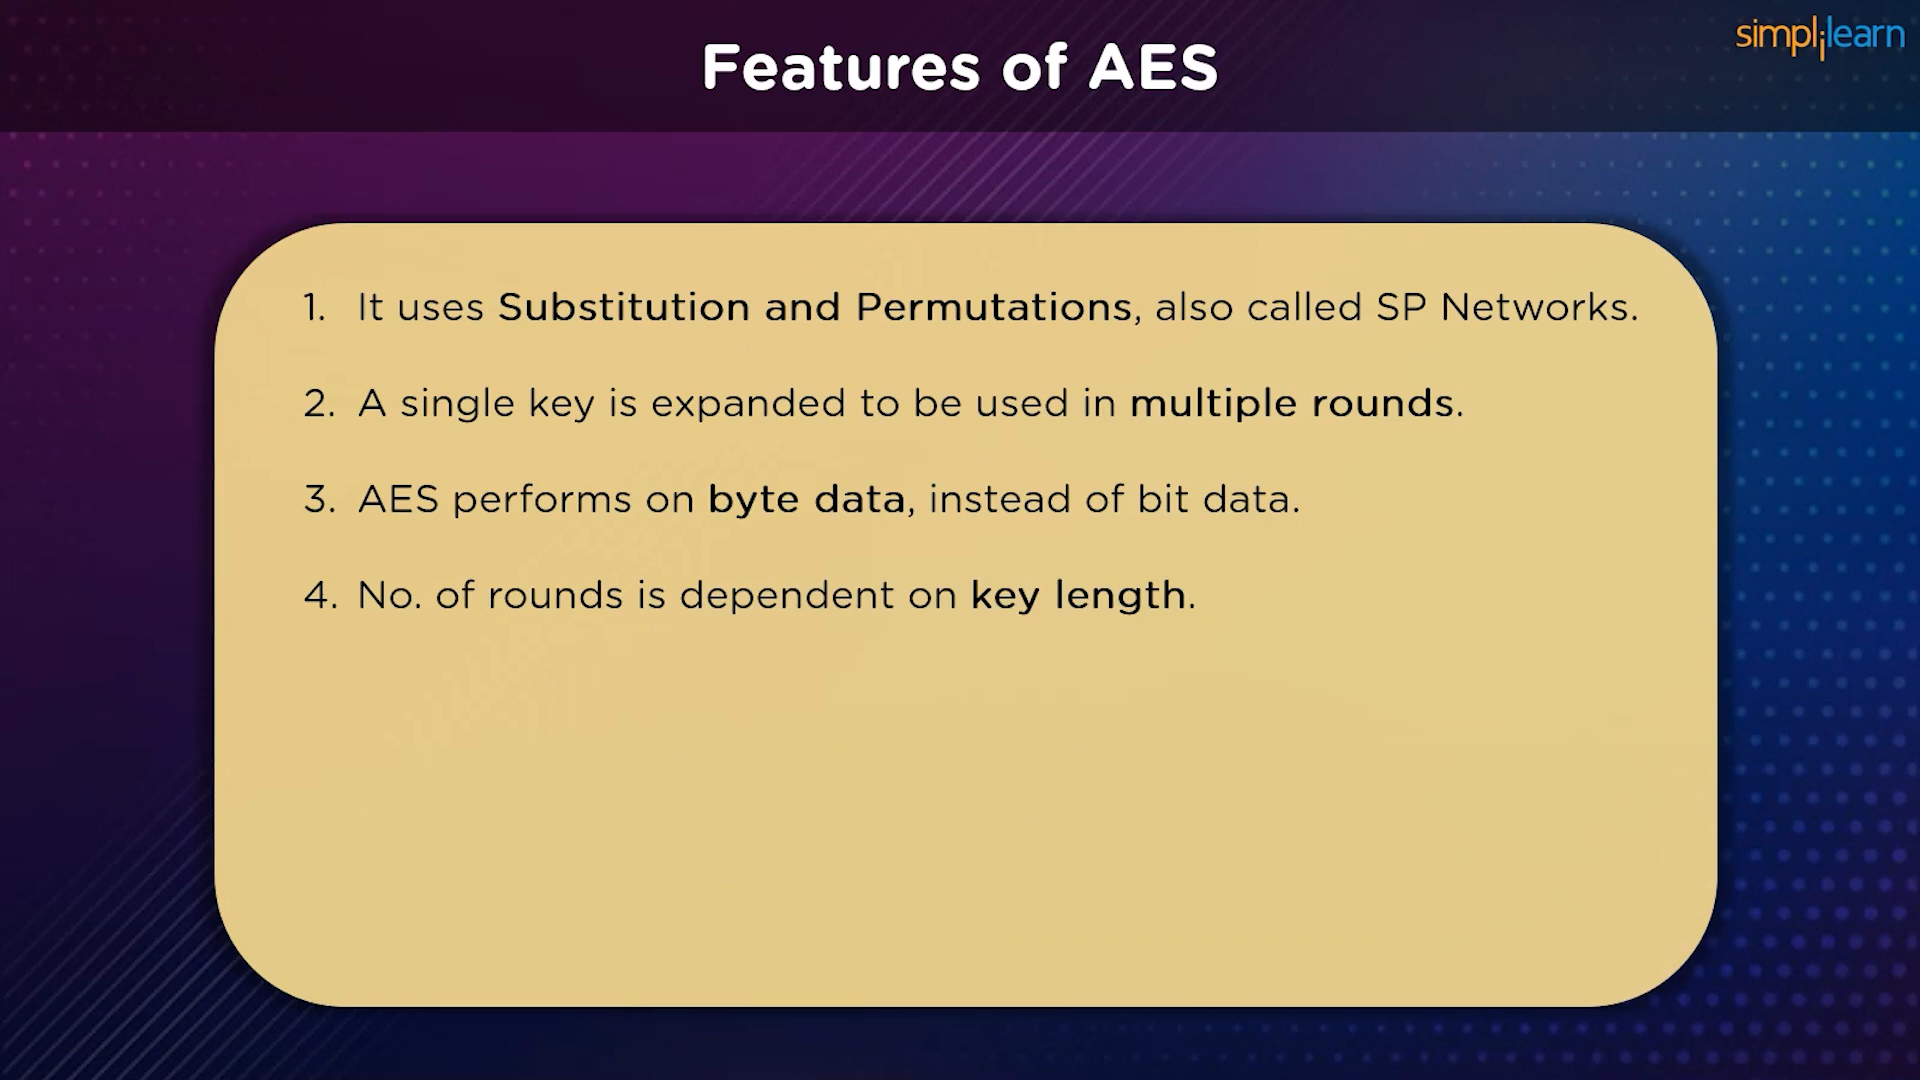 simplilearn
Features of AES
1. It uses Substitution and Permutations, also called SP Networks.
2. A single key is expanded to be used in multiple rounds.
3. AES performs on byte data, instead of bit data.
4. No. of rounds is dependent on key length.